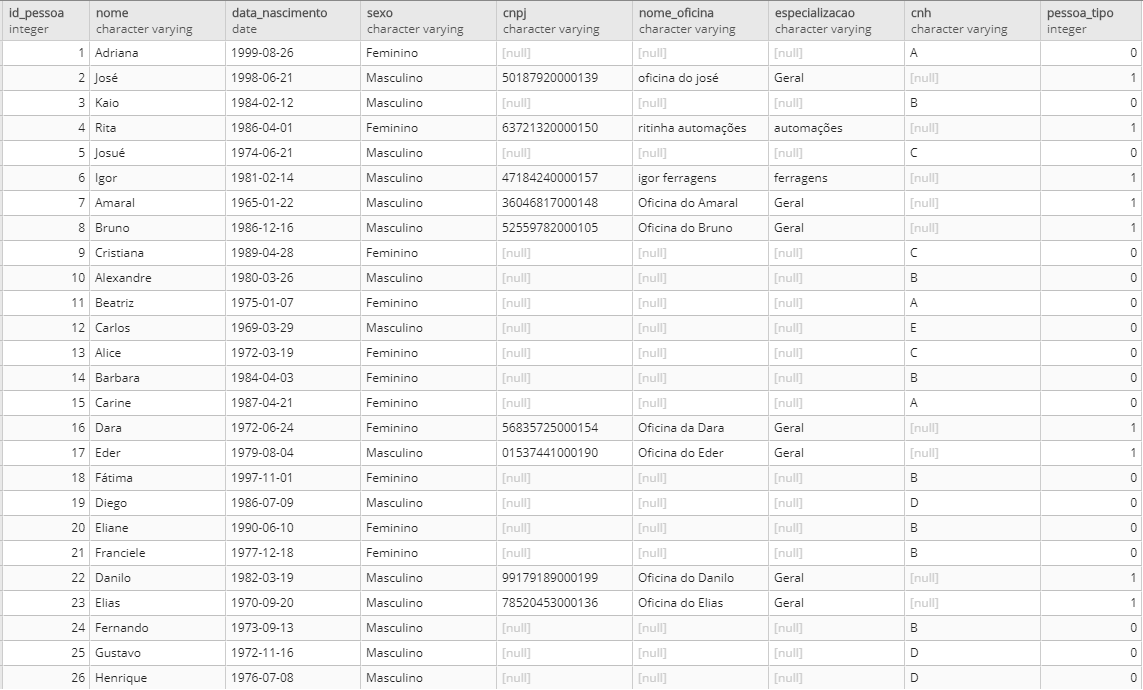 id_pessoa nome data_nascimento sexo cnpj nome_oficina especializacao cnh pessoa_tipo
integer character varying date character varying character varying character varying character varying character varying integer
1 Adriana 1999-08-26 Feminino [null] [null] [null] A 0
2 José 1998-06-21 Masculino 50187920000139 oficina do josé Geral [null] 1
3 Kaio 1984-02-12 Masculino [null] [null] [null] B 0
4 Rita 1986-04-01 Feminino 63721320000150 ritinha automações automações [null] 1
5 Josué 1974-06-21 Masculino [null] [null] [null] C 0
6 Igor 1981-02-14 Masculino 47184240000157 igor ferragens ferragens [null] 1
7 Amaral 1965-01-22 Masculino 36046817000148 Oficina do Amaral Geral [null] 1
8 Bruno 1986-12-16 Masculino 52559782000105 Oficina do Bruno Geral [null] 1
9 Cristiana 1989-04-28 Feminino [null] [null] [null] C 0
10 Alexandre 1980-03-26 Masculino [null] [null] [null] B 0
11 Beatriz 1975-01-07 Feminino [null] [null] [null] A 0
12 Carlos 1969-03-29 Masculino [null] [null] [null] E 0
13 Alice 1972-03-19 Feminino [null] [null] [null] C 0
14 Barbara 1984-04-03 Feminino [null] [null] [null] B 0
15 Carine 1987-04-21 Feminino [null] [null] [null] A 0
16 Dara 1972-06-24 Feminino 56835725000154 Oficina da Dara Geral [null] 1
17 Eder 1979-08-04 Masculino 01537441000190 Oficina do Eder Geral [null] 1
18 Fátima 1997-11-01 Feminino [null] [null] [null] B 0
19 Diego 1986-07-09 Masculino [null] [null] [null] D 0
20 Eliane 1990-06-10 Feminino [null] [null] [null] B 0
21 Franciele 1977-12-18 Feminino [null] [null] [null] B 0
22 Danilo 1982-03-19 Masculino 99179189000199 Oficina do Danilo Geral [null] 1
23 Elias 1970-09-20 Masculino 78520453000136 Oficina do Elias Geral [null] 1
24 Fernando 1973-09-13 Masculino [null] [null] [null] B 0
25 Gustavo 1972-11-16 Masculino [null] [null] [null] D 0
26 Henrique 1976-07-08 Masculino [null] [null] [null] D 0